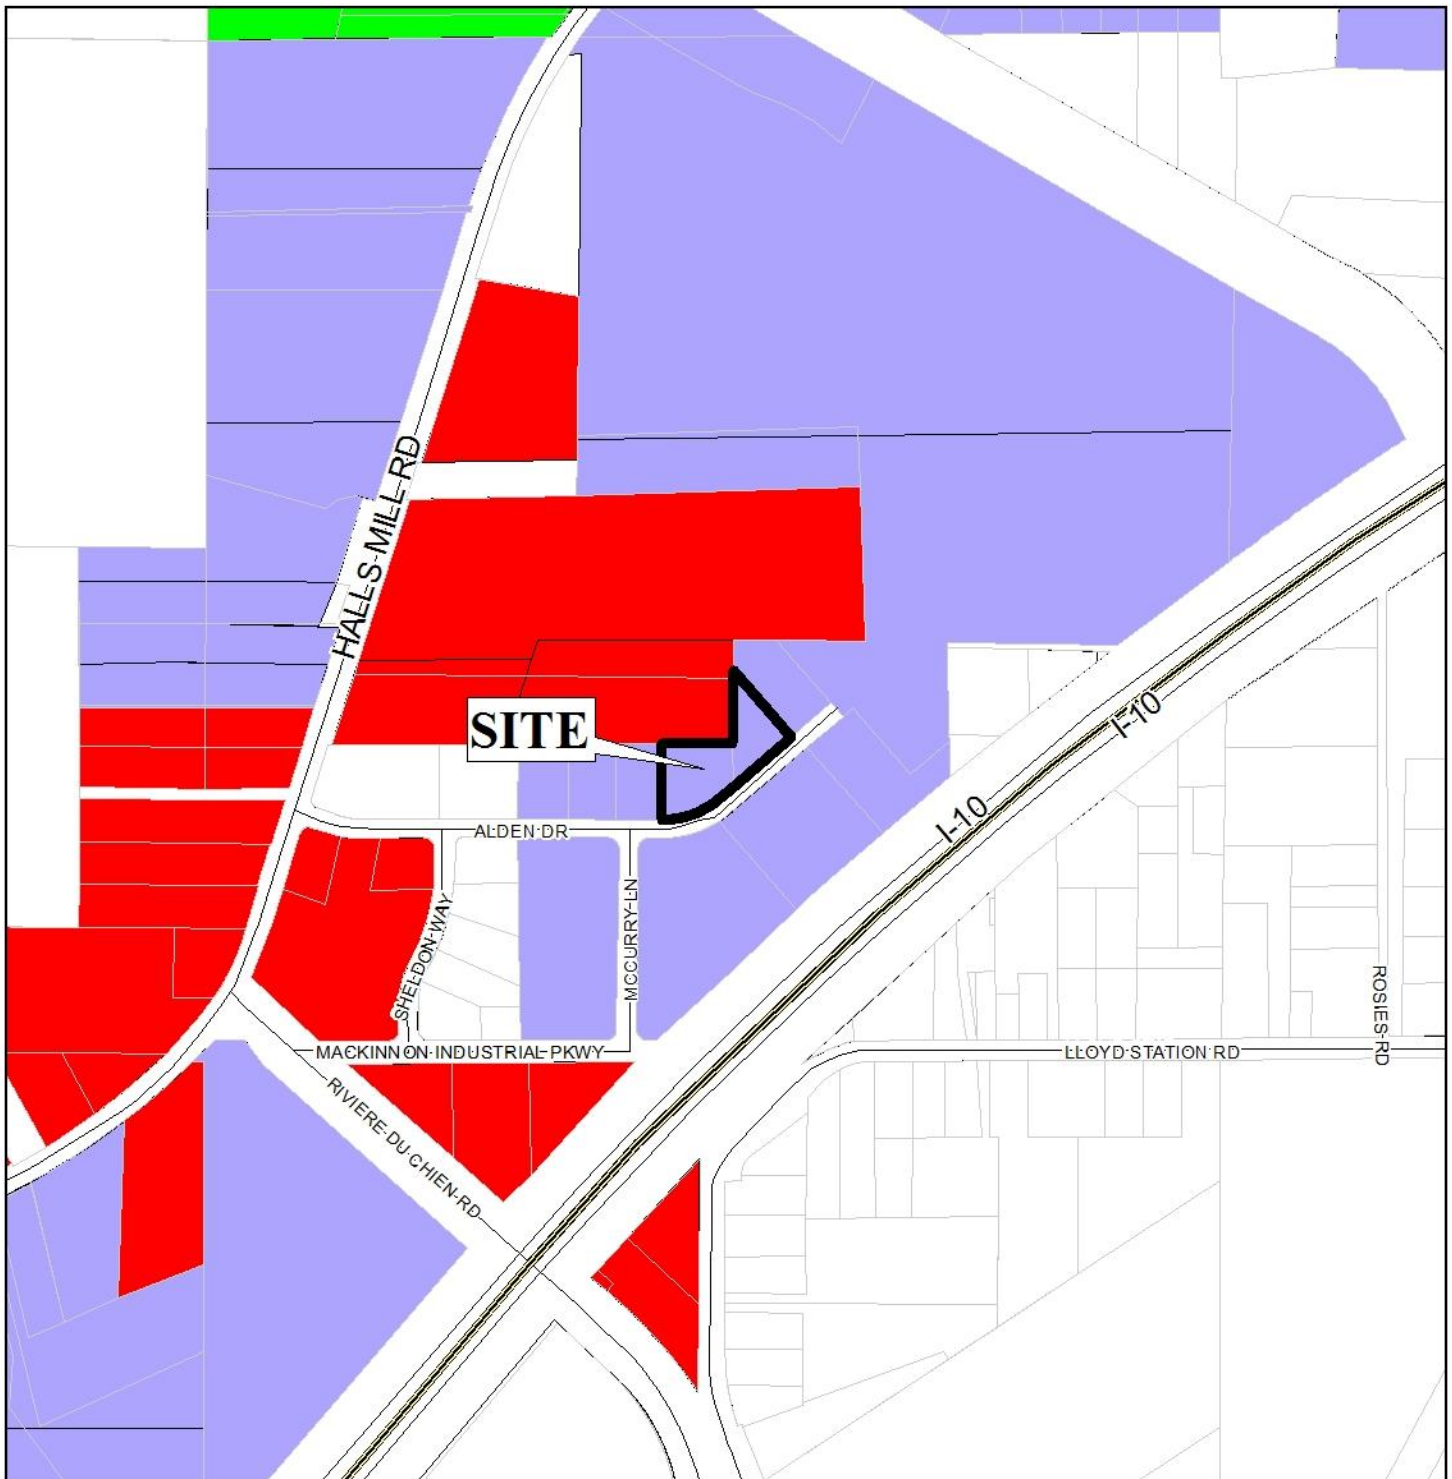 HALLS MILL RD
SITE
I-10
I-10
ALDEN DR
SHELDON WAY
MCCURRY LN
ROSIES RD
MACKINNON INDUSTRIAL PKWY
LLOYD STATION RD
RIVIERE DU CHIEN RD